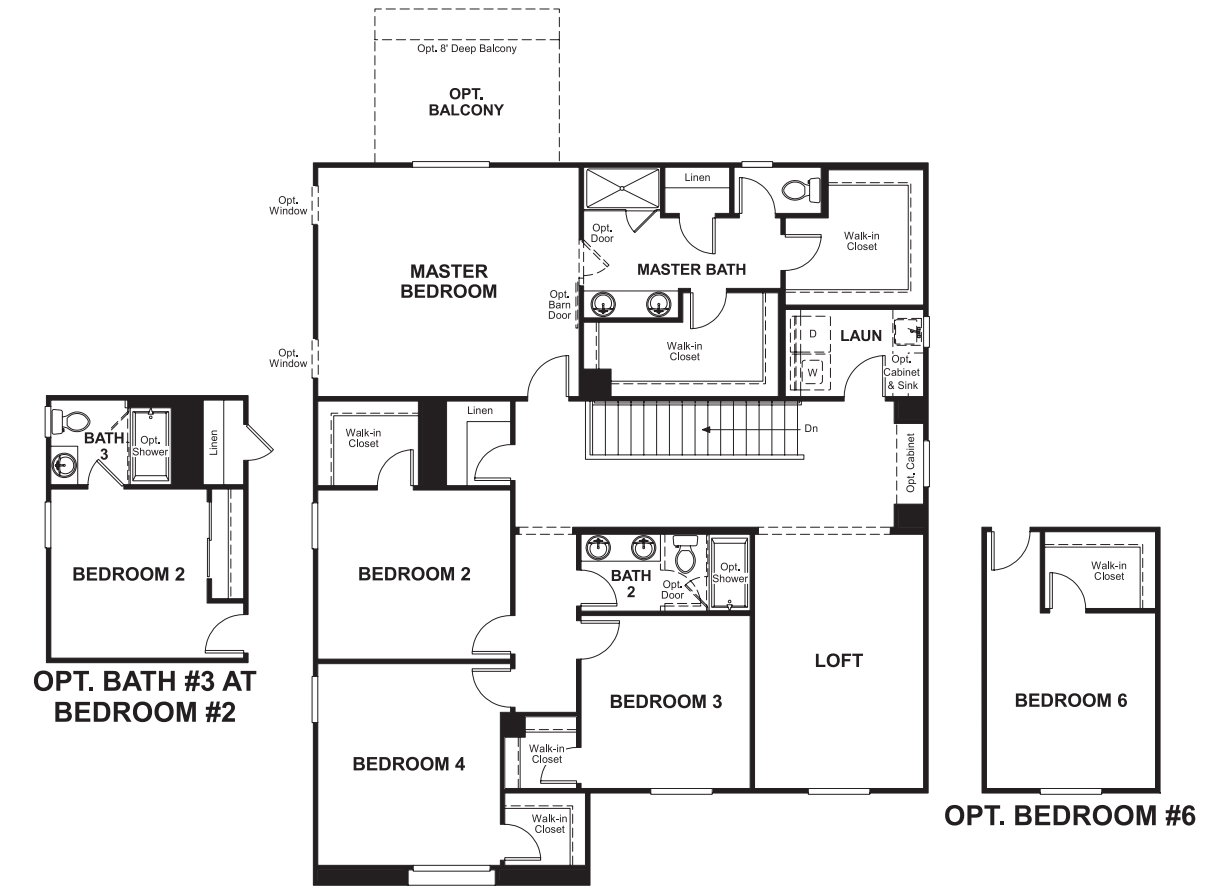 Opt. 8' Deep Balcony
OPT.
BALCONY
Opt.
Window
MASTER
BEDROOM
Opt.
Window
Opt.
Door
Opt.
Barn
Door
Linen
MASTER BATH
Walk-in
Closet
Walk-in
Closet
D
W
LAUN
Opt.
Cabinet
& Sink
Walk-in
Closet
Linen
Dn
Opt. Cabinet
BATH
3
Opt.
Shower
Linen
BEDROOM 2
OPT. BATH #3 AT
BEDROOM #2
BEDROOM 2
BATH
2
Opt.
Door
Opt.
Shower
LOFT
BEDROOM 3
BEDROOM 4
Walk-in
Closet
Walk-in
Closet
Walk-in
Closet
BEDROOM 6
OPT. BEDROOM #6